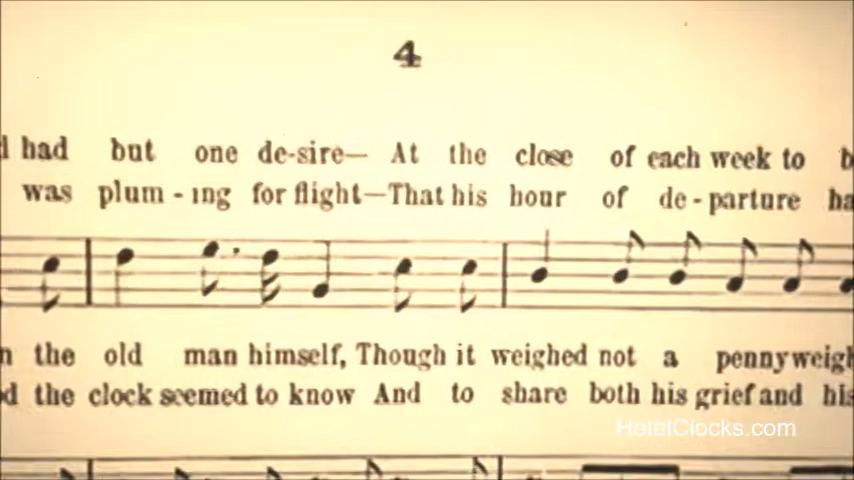 4
had but one de-sire— At the close of each week to
was plum-ing for flight—That his hour of de-parture
the old man himself, Though it weighed not a pennyweigh
the clock seemed to know And to share both his grief and his
HotelClocks.com